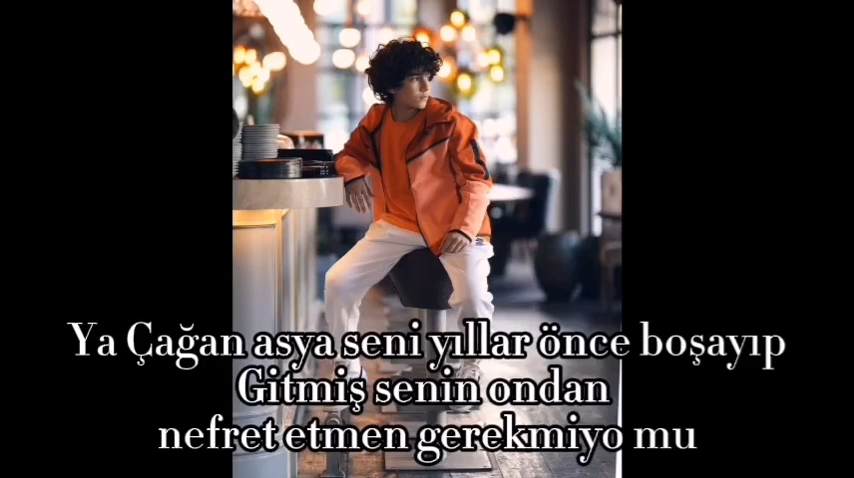 Ya Çağan asya seni yıllar önce boşayıp
Gitmiş senin ondan
nefret etmen gerekmiyo mu